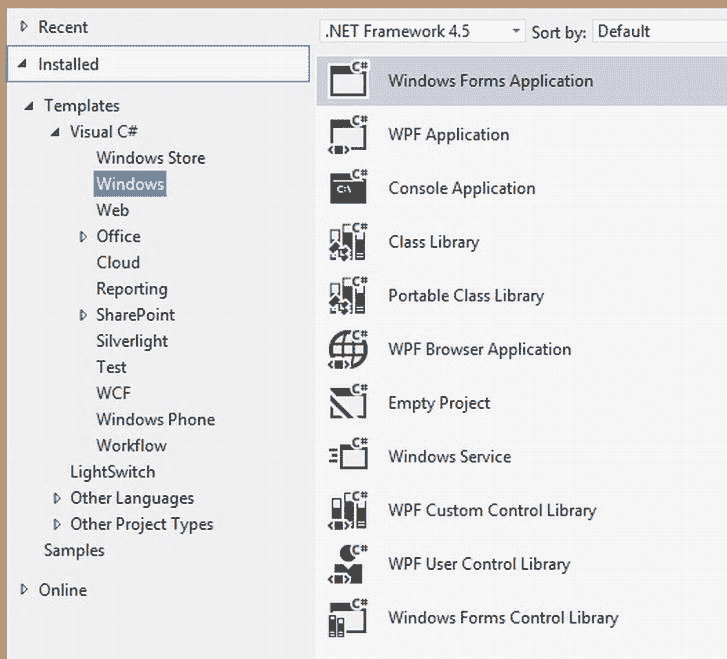 Recent
Installed
Templates
Visual C#
Windows Store
Windows
Web
Office
Cloud
Reporting
SharePoint
Silverlight
Test
WCF
Windows Phone
Workflow
LightSwitch
Other Languages
Other Project Types
Samples
Online
.NET Framework 4.5 Sort by: Default
C# Windows Forms Application
C# WPF Application
C# C:\ Console Application
C# Class Library
C# Portable Class Library
C# WPF Browser Application
C# Empty Project
C# Windows Service
C# WPF Custom Control Library
C# WPF User Control Library
C# Windows Forms Control Library